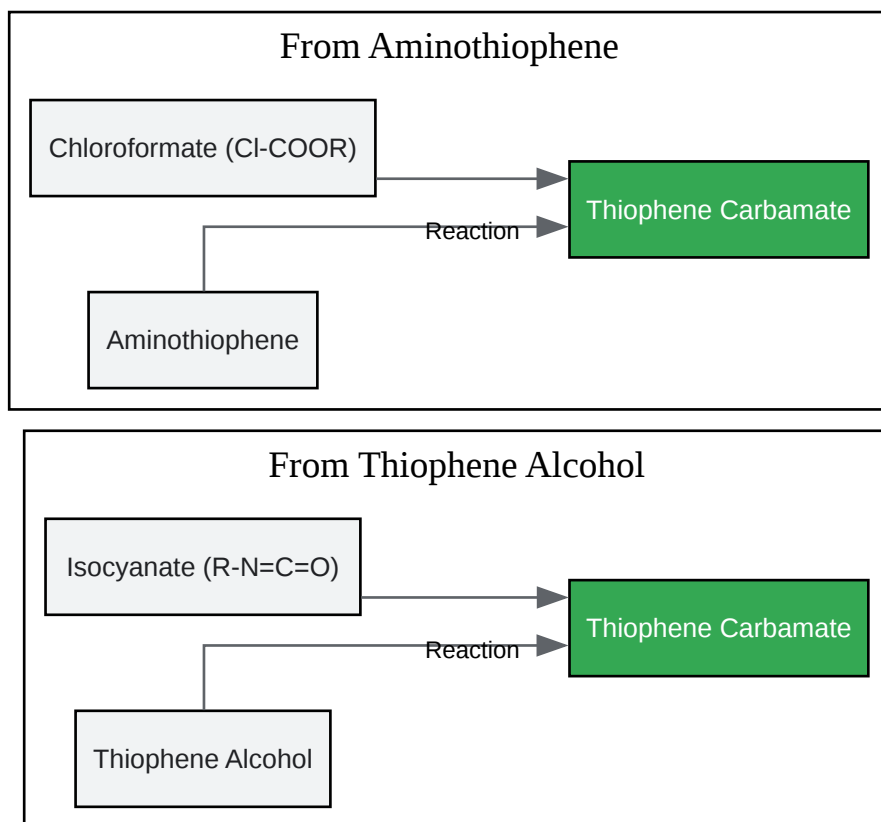 From Aminothiophene
Chloroformate (Cl-COOR)
Thiophene Carbamate
Reaction
Aminothiophene
From Thiophene Alcohol
Isocyanate (R-N=C=O)
Thiophene Carbamate
Reaction
Thiophene Alcohol